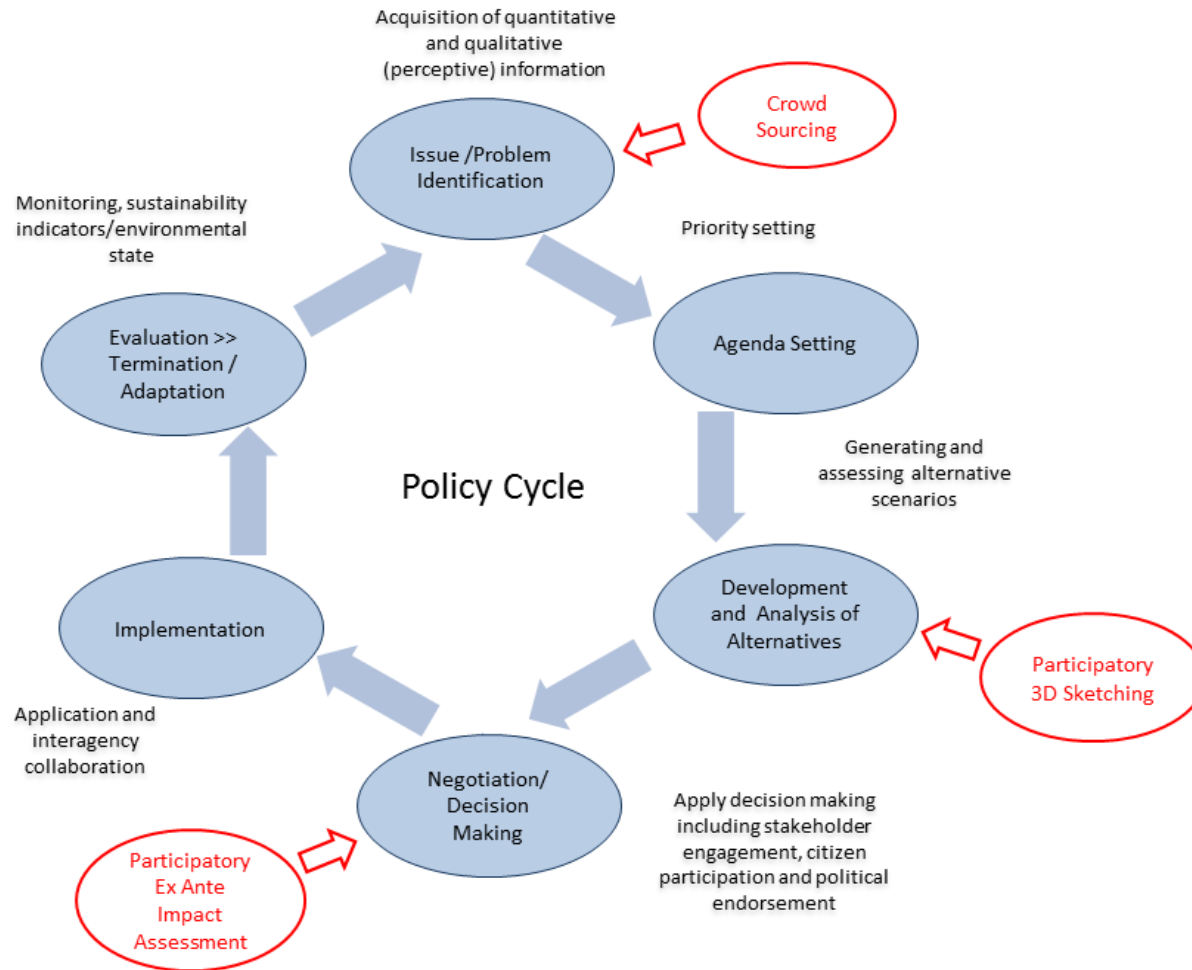 Acquisition of quantitative
and qualitative
(perceptive) information
Crowd
Sourcing
Issue /Problem
Identification
Monitoring, sustainability
indicators/environmental
state
Priority setting
Evaluation >>
Termination /
Adaptation
Agenda Setting
Generating and
assessing alternative
scenarios
Policy Cycle
Development
and Analysis of
Alternatives
Implementation
Participatory
3D Sketching
Application and
interagency
collaboration
Negotiation/
Decision
Making
Apply decision making
including stakeholder
engagement, citizen
participation and political
endorsement
Participatory
Ex Ante
Impact
Assessment